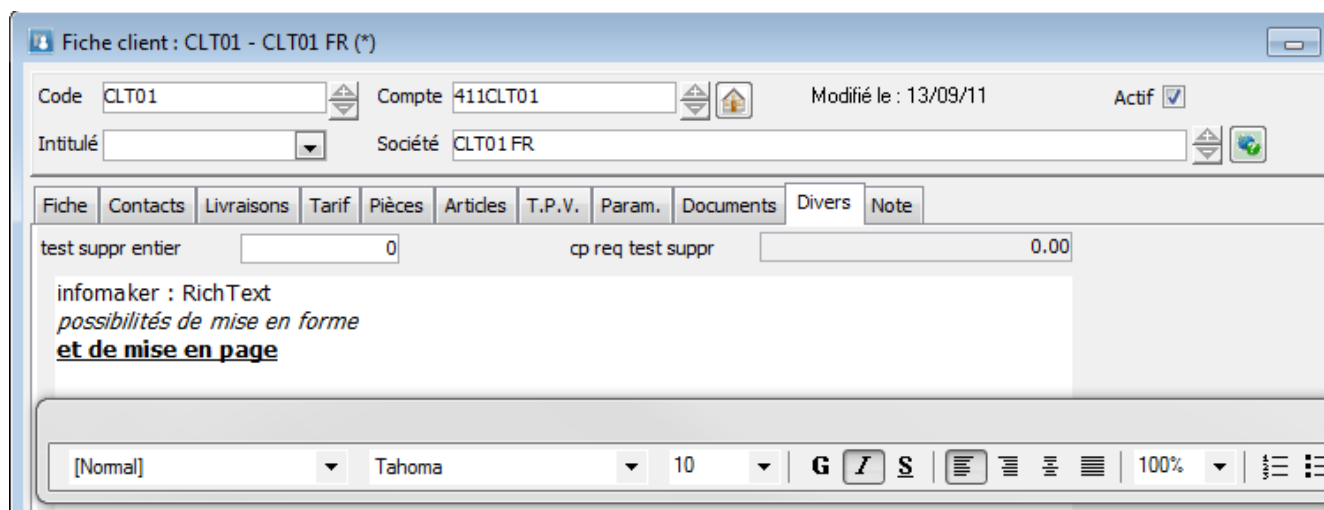 Fiche client : CLT01 - CLT01 FR (*)
Code CLT01 Compte 411CLT01 Modifié le : 13/09/11 Actif
Intitulé Société CLT01 FR
Fiche Contacts Livraisons Tarif Pièces Articles T.P.V. Param. Documents Divers Note
test suppr entier 0 cp req test suppr 0.00
infomaker : RichText
possibilités de mise en forme
et de mise en page
[Normal] Tahoma 10 G I S 100%